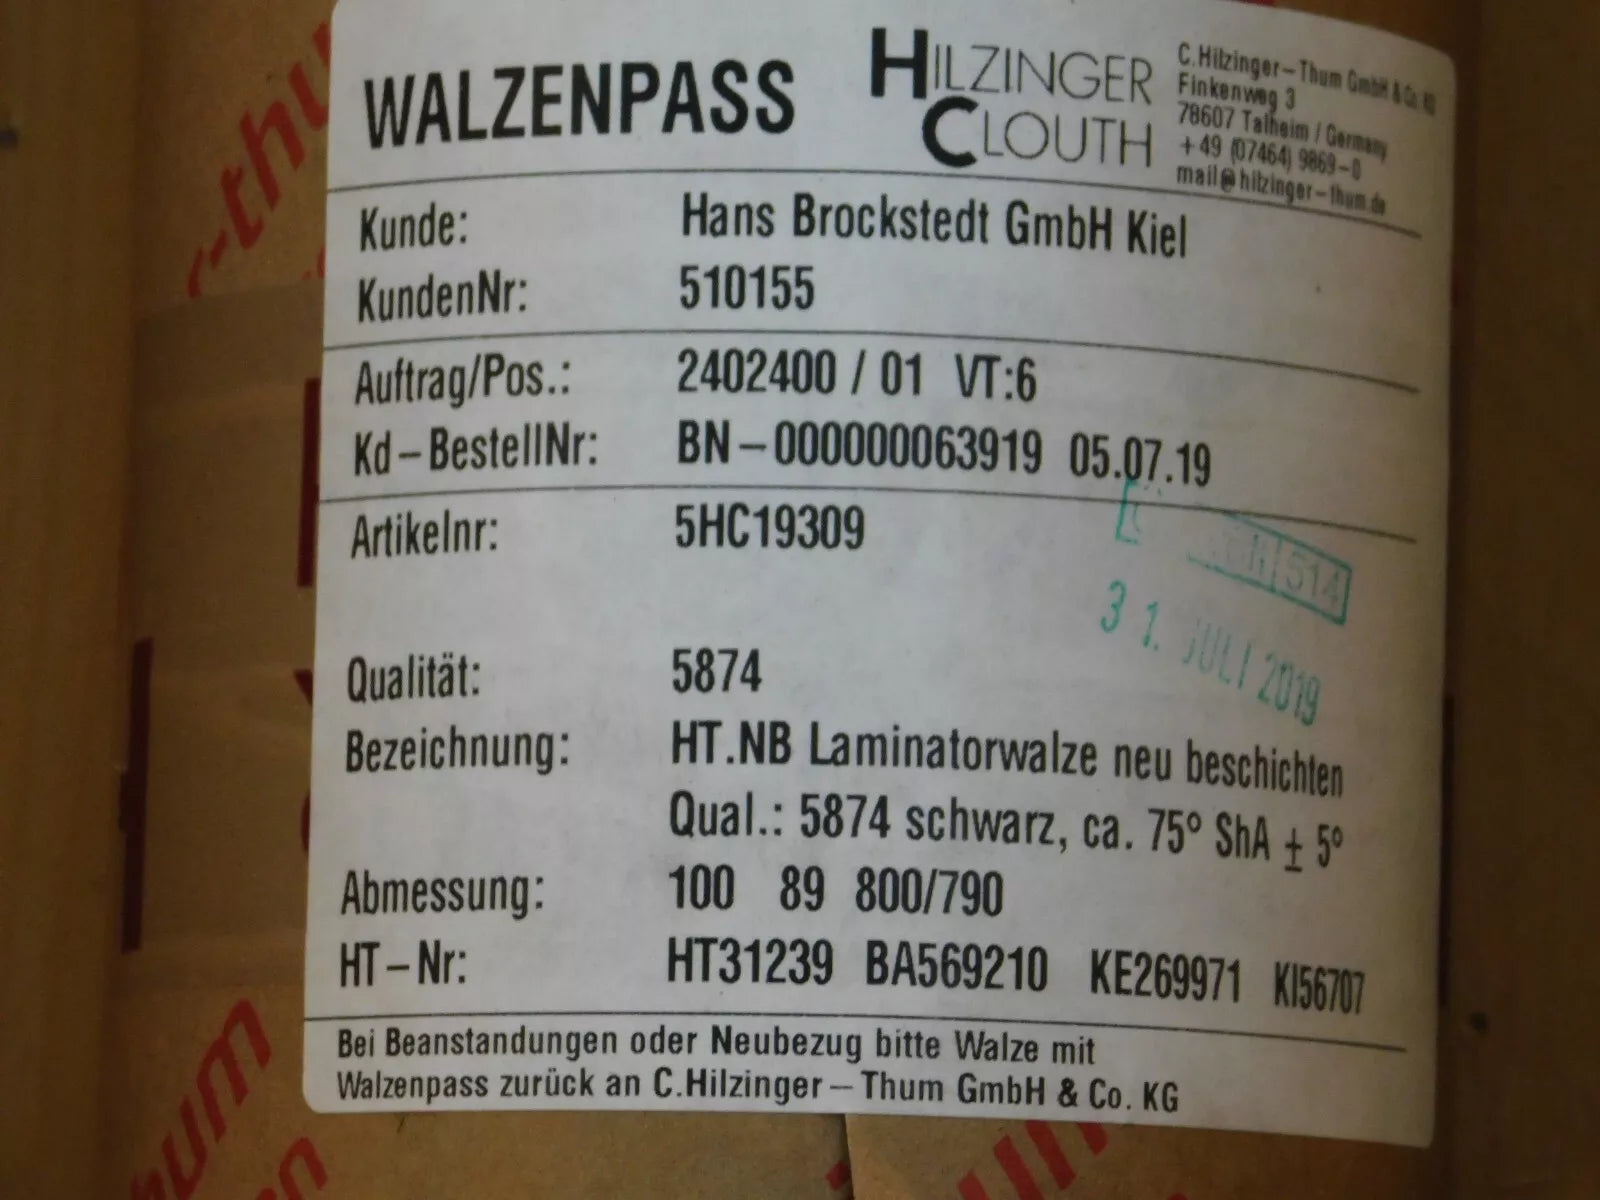 WALZENPASS
HILZINGER
CLOUTH
C.Hilzinger–Thum GmbH & Co. KG
Finkenweg 3
78607 Talheim / Germany
+49 (07464) 9869–0
mail@hilzinger–thum.de
Kunde: Hans Brockstedt GmbH Kiel
KundenNr: 510155
Auftrag/Pos.: 2402400 / 01 VT:6
Kd–BestellNr: BN–000000063919 05.07.19
Artikelnr: 5HC19309
514
31. JULI 2019
Qualität: 5874
Bezeichnung: HT.NB Laminatorwalze neu beschichten
Qual.: 5874 schwarz, ca. 75° ShA ± 5°
Abmessung: 100 89 800/790
HT–Nr: HT31239 BA569210 KE269971 KI56707
Bei Beanstandungen oder Neubezug bitte Walze mit
Walzenpass zurück an C.Hilzinger–Thum GmbH & Co. KG